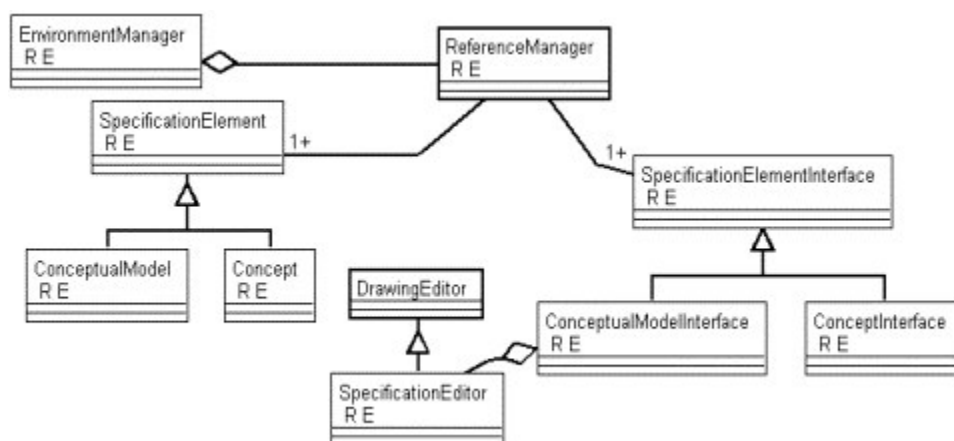 EnvironmentManager
R E
ReferenceManager
R E
SpecificationElement
R E
1+
1+
SpecificationElementInterface
R E
ConceptualModel
R E
Concept
R E
DrawingEditor
ConceptualModelInterface
R E
ConceptInterface
R E
SpecificationEditor
R E